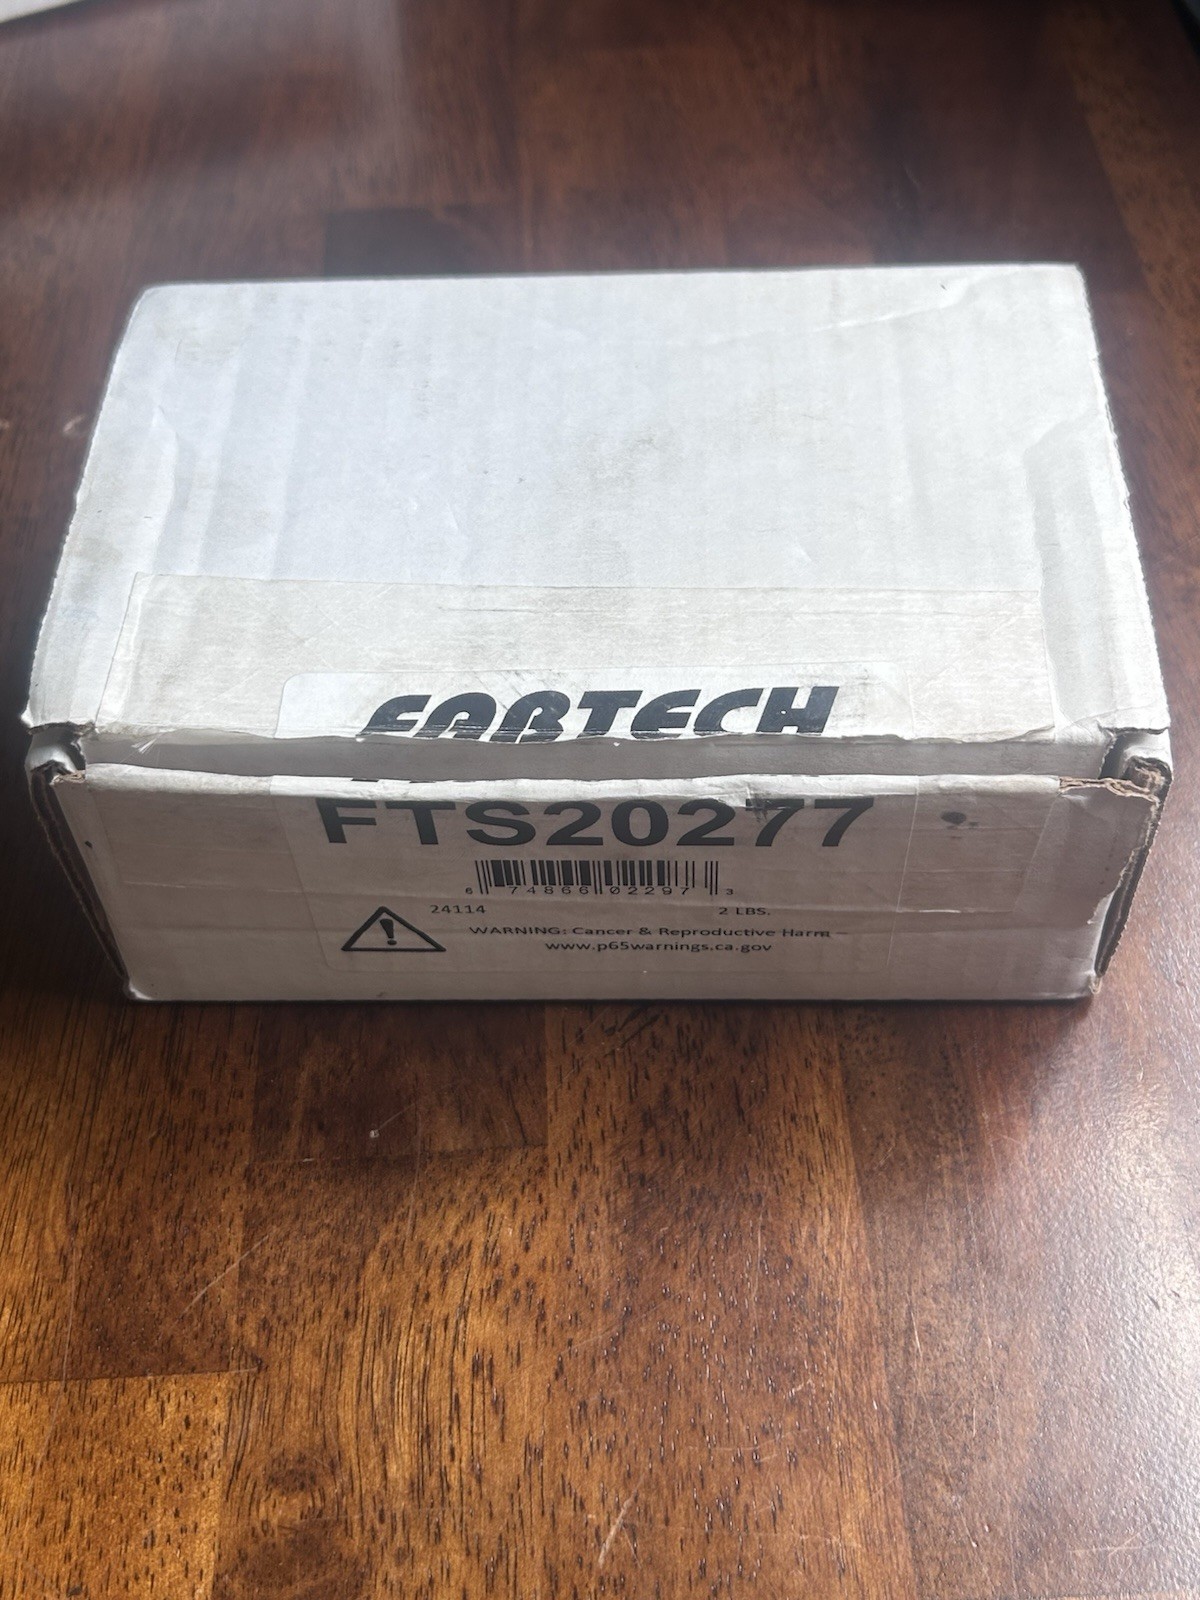 FABTECH
FTS20277
6 74866 02297 3
24114 2 LBS.
WARNING: Cancer & Reproductive Harm –
www.p65warnings.ca.gov